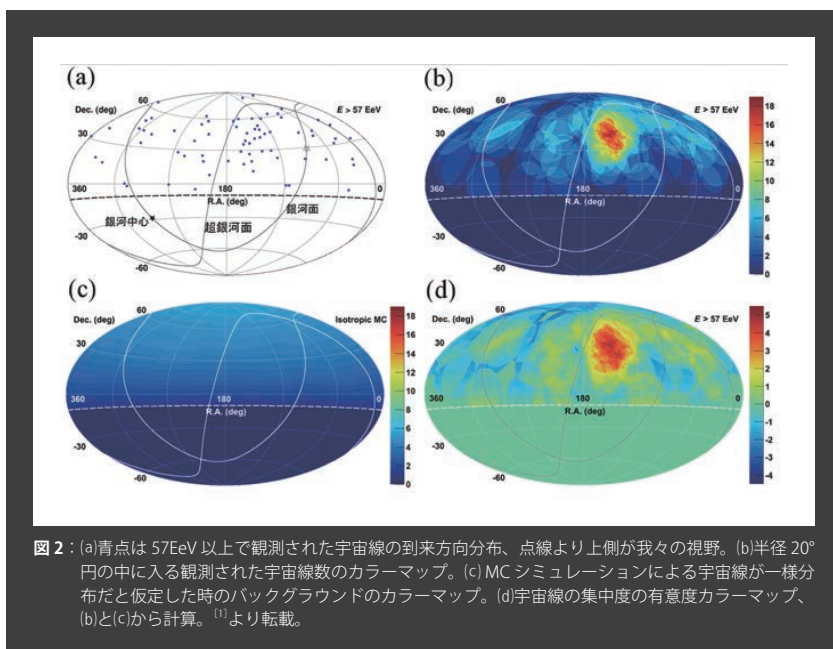 (a)
Dec. (deg)
60
E > 57 EeV
30
360
180
0
R.A. (deg)
銀河中心
銀河面
超銀河面
-30
-60
(b)
Dec. (deg)
60
E > 57 EeV
30
360
180
0
R.A. (deg)
-30
-60
18
16
14
12
10
8
6
4
2
0
(c)
Dec. (deg)
60
Isotropic MC
30
360
180
0
R.A. (deg)
-30
-60
18
16
14
12
10
8
6
4
2
0
(d)
Dec. (deg)
60
E > 57 EeV
30
360
180
0
R.A. (deg)
-30
-60
5
4
3
2
1
0
-1
-2
-3
-4
図2:(a)青点は 57EeV 以上で観測された宇宙線の到来方向分布、点線より上側が我々の視野。(b)半径 20°
円の中に入る観測された宇宙線数のカラーマップ。(c) MC シミュレーションによる宇宙線が一様分
布だと仮定した時のバックグラウンドのカラーマップ。(d)宇宙線の集中度の有意度カラーマップ、
(b)と(c)から計算。[1]より転載。